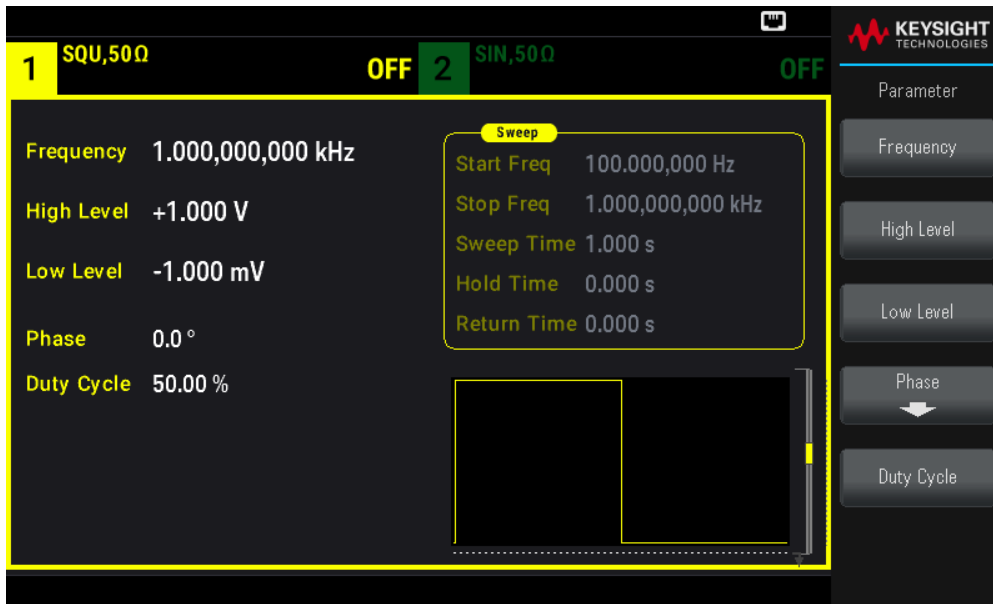 KEYSIGHT
TECHNOLOGIES
1 SQU,50Ω OFF 2 SIN,50Ω OFF
Parameter
Frequency 1.000,000,000 kHz
High Level +1.000 V
Low Level -1.000 mV
Phase 0.0 °
Duty Cycle 50.00 %
Sweep
Start Freq 100.000,000 Hz
Stop Freq 1.000,000,000 kHz
Sweep Time 1.000 s
Hold Time 0.000 s
Return Time 0.000 s
Frequency
High Level
Low Level
Phase
Duty Cycle